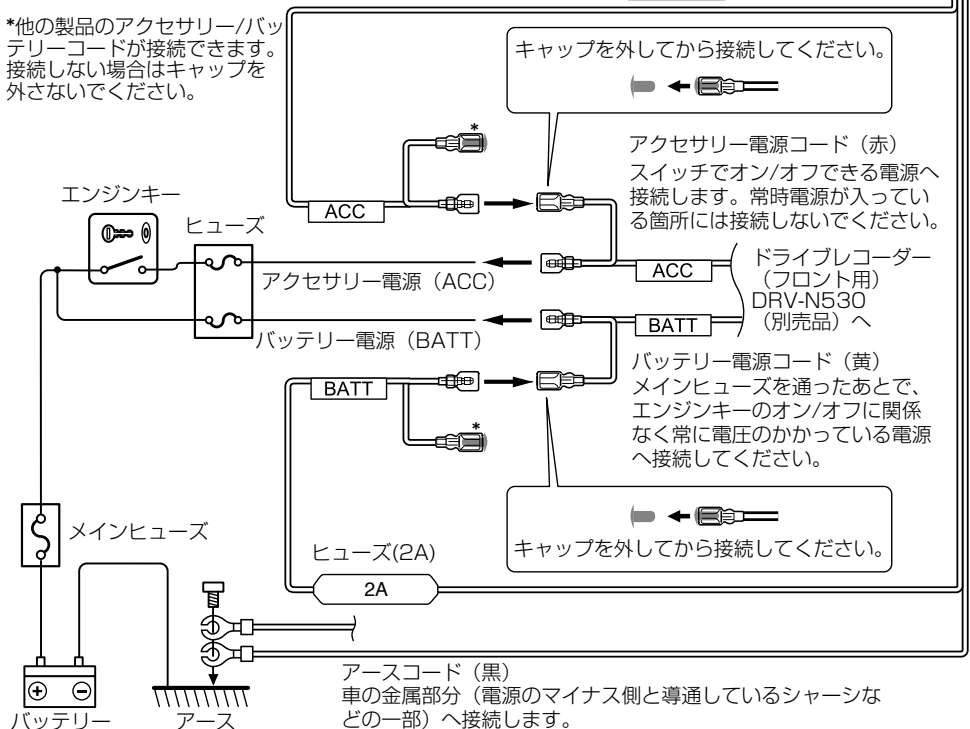 *他の製品のアクセサリー/バッ
テリーコードが接続できます。
接続しない場合はキャップを
外さないでください。
キャップを外してから接続してください。
*
アクセサリー電源コード（赤）
スイッチでオン/オフできる電源へ
接続します。常時電源が入ってい
る箇所には接続しないでください。
エンジンキー
ヒューズ
ACC
アクセサリー電源（ACC）
ACC
ドライブレコーダー
（フロント用）
DRV-N530
（別売品）へ
バッテリー電源（BATT）
BATT
バッテリー電源コード（黄）
メインヒューズを通ったあとで、
エンジンキーのオン/オフに関係
なく常に電圧のかかっている電源
へ接続してください。
BATT
*
キャップを外してから接続してください。
メインヒューズ
ヒューズ(2A)
2A
アースコード（黒）
車の金属部分（電源のマイナス側と導通しているシャーシな
どの一部）へ接続します。
バッテリー
アース